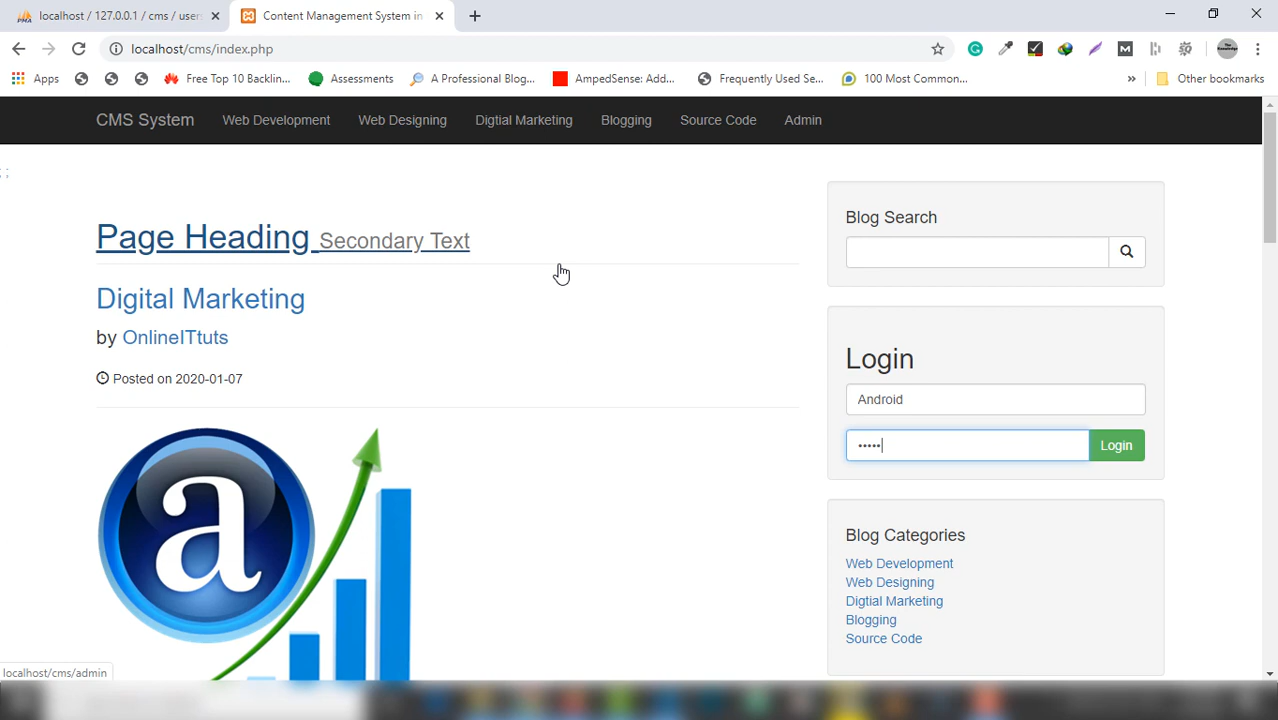 localhost / 127.0.0.1 / cms / user
Content Management System in
localhost/cms/index.php
Apps
Free Top 10 Backlin...
Assessments
A Professional Blog...
AmpedSense: Add...
Frequently Used Se...
100 Most Common...
»
Other bookmarks
CMS System
Web Development
Web Designing
Digtial Marketing
Blogging
Source Code
Admin
; ;
Page Heading Secondary Text
Digital Marketing
by OnlineITtuts
Posted on 2020-01-07
a
Blog Search
Login
Android
•••••
Login
Blog Categories
Web Development
Web Designing
Digtial Marketing
Blogging
Source Code
localhost/cms/admin